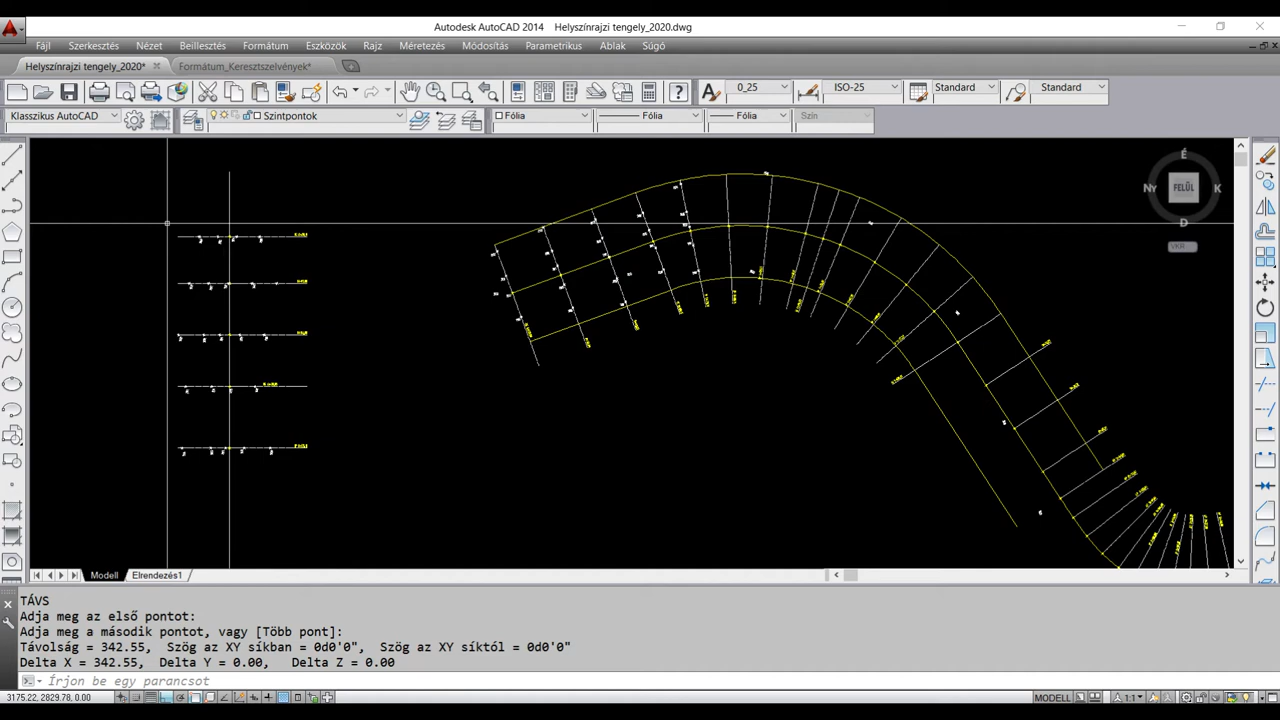 Autodesk AutoCAD 2014 Helyszínrajzi tengely_2020.dwg
Fájl Szerkesztés Nézet Beillesztés Formátum Eszközök Rajz Méretezés Módosítás Parametrikus Ablak Súgó
Helyszínrajzi tengely_2020* Formátum_Keresztszelvények*
0_25 ISO-25 Standard Standard
Klasszikus AutoCAD Szintpontok Fólia Fólia Fólia Szín
É
NY FELÜL K
D
VKR
Modell Elrendezés1
TÁVS
Adja meg az első pontot:
Adja meg a második pontot, vagy [Több pont]:
Távolság = 342.55, Szög az XY síkban = 0d0'0", Szög az XY síktól = 0d0'0"
Delta X = 342.55, Delta Y = 0.00, Delta Z = 0.00
Írjon be egy parancsot
3175.22, 2829.78, 0.00 MODELL 1:1